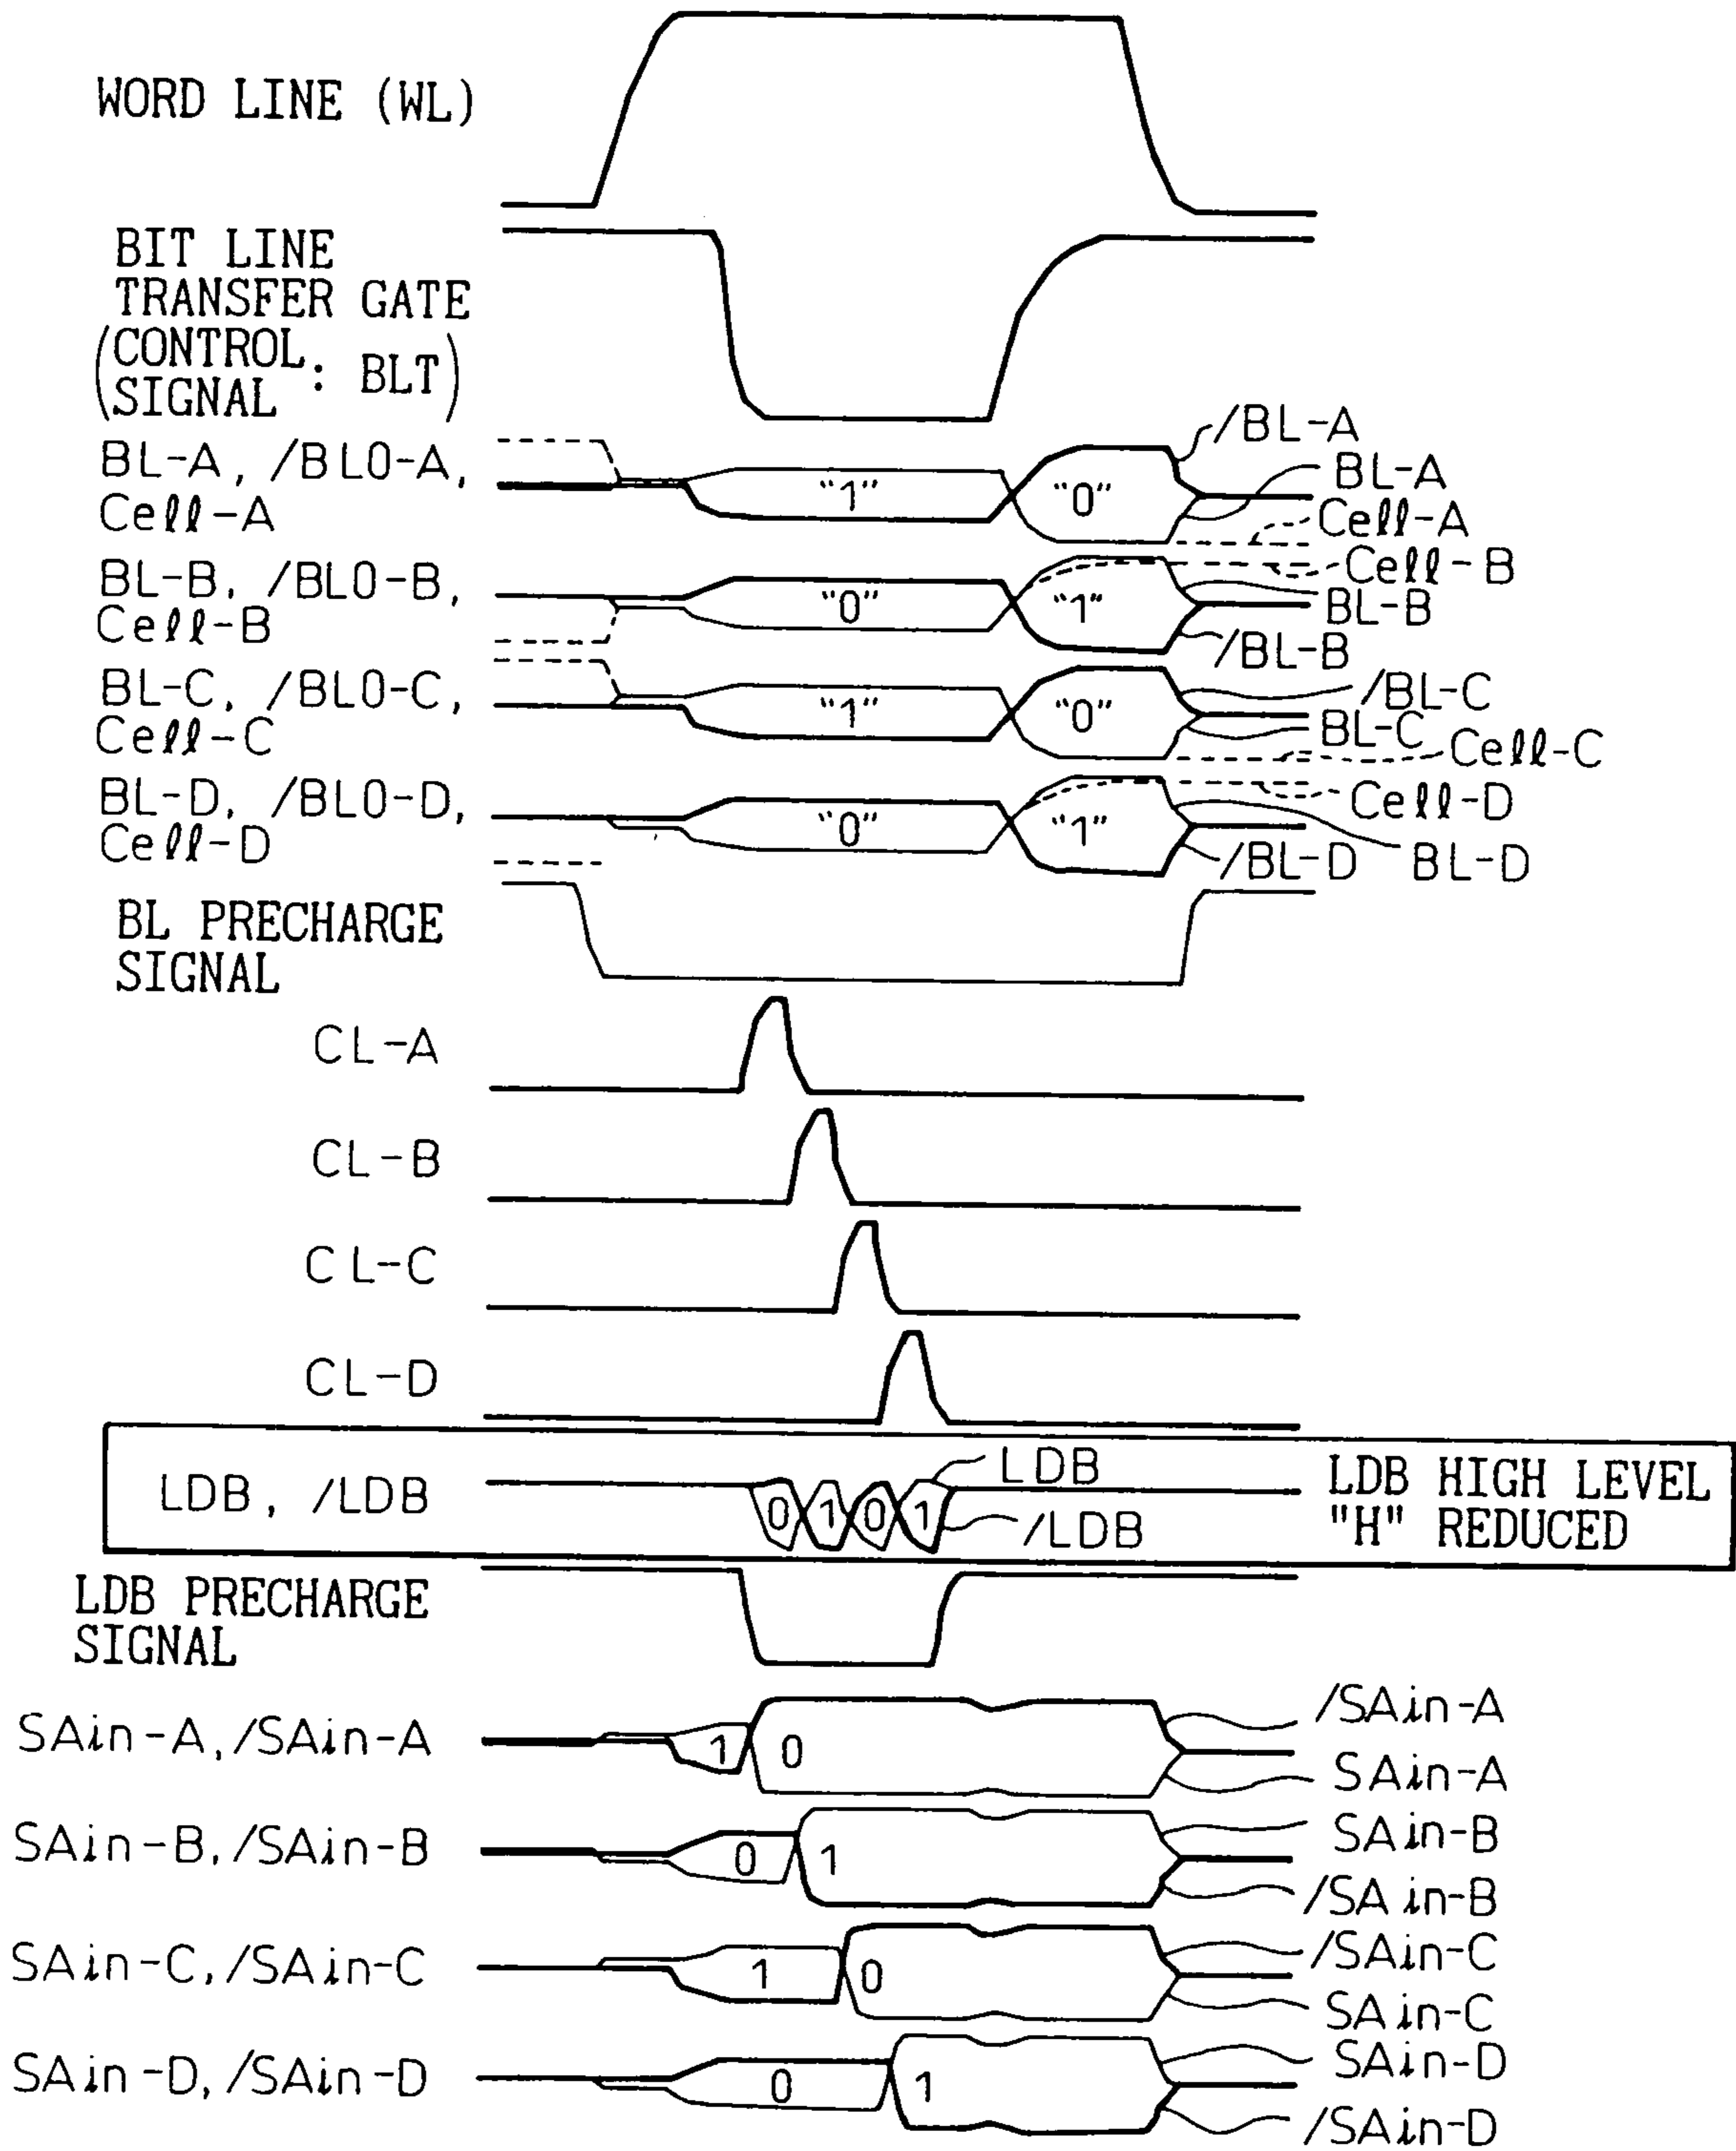 WORD LINE (WL)
BIT LINE
TRANSFER GATE
(CONTROL
SIGNAL : BLT)
BL-A, /BL0-A,
Cell-A
"1"
"0"
/BL-A
BL-A
Cell-A
BL-B, /BL0-B,
Cell-B
"0"
"1"
Cell-B
BL-B
/BL-B
BL-C, /BL0-C,
Cell-C
"1"
"0"
/BL-C
BL-C
Cell-C
BL-D, /BL0-D,
Cell-D
"0"
"1"
Cell-D
BL-D
/BL-D
BL PRECHARGE
SIGNAL
CL-A
CL-B
CL-C
CL-D
LDB, /LDB
0 1 0 1
LDB
/LDB
LDB HIGH LEVEL
"H" REDUCED
LDB PRECHARGE
SIGNAL
SAin-A, /SAin-A
1 0
/SAin-A
SAin-A
SAin-B, /SAin-B
0 1
SAin-B
/SAin-B
SAin-C, /SAin-C
1 0
/SAin-C
SAin-C
SAin-D, /SAin-D
0 1
SAin-D
/SAin-D